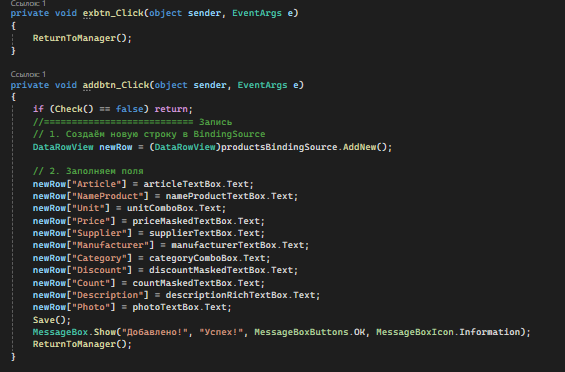 Ссылок: 1
private void exbtn_Click(object sender, EventArgs e)
{
ReturnToManager();
}
Ссылок: 1
private void addbtn_Click(object sender, EventArgs e)
{
if (Check() == false) return;
//=========================== Запись
// 1. Создаём новую строку в BindingSource
DataRowView newRow = (DataRowView)productsBindingSource.AddNew();
// 2. Заполняем поля
newRow["Article"] = articleTextBox.Text;
newRow["NameProduct"] = nameProductTextBox.Text;
newRow["Unit"] = unitComboBox.Text;
newRow["Price"] = priceMaskedTextBox.Text;
newRow["Supplier"] = supplierTextBox.Text;
newRow["Manufacturer"] = manufacturerTextBox.Text;
newRow["Category"] = categoryComboBox.Text;
newRow["Discount"] = discountMaskedTextBox.Text;
newRow["Count"] = countMaskedTextBox.Text;
newRow["Description"] = descriptionRichTextBox.Text;
newRow["Photo"] = photoTextBox.Text;
Save();
MessageBox.Show("Добавлено!", "Успех!", MessageBoxButtons.OK, MessageBoxIcon.Information);
ReturnToManager();
}